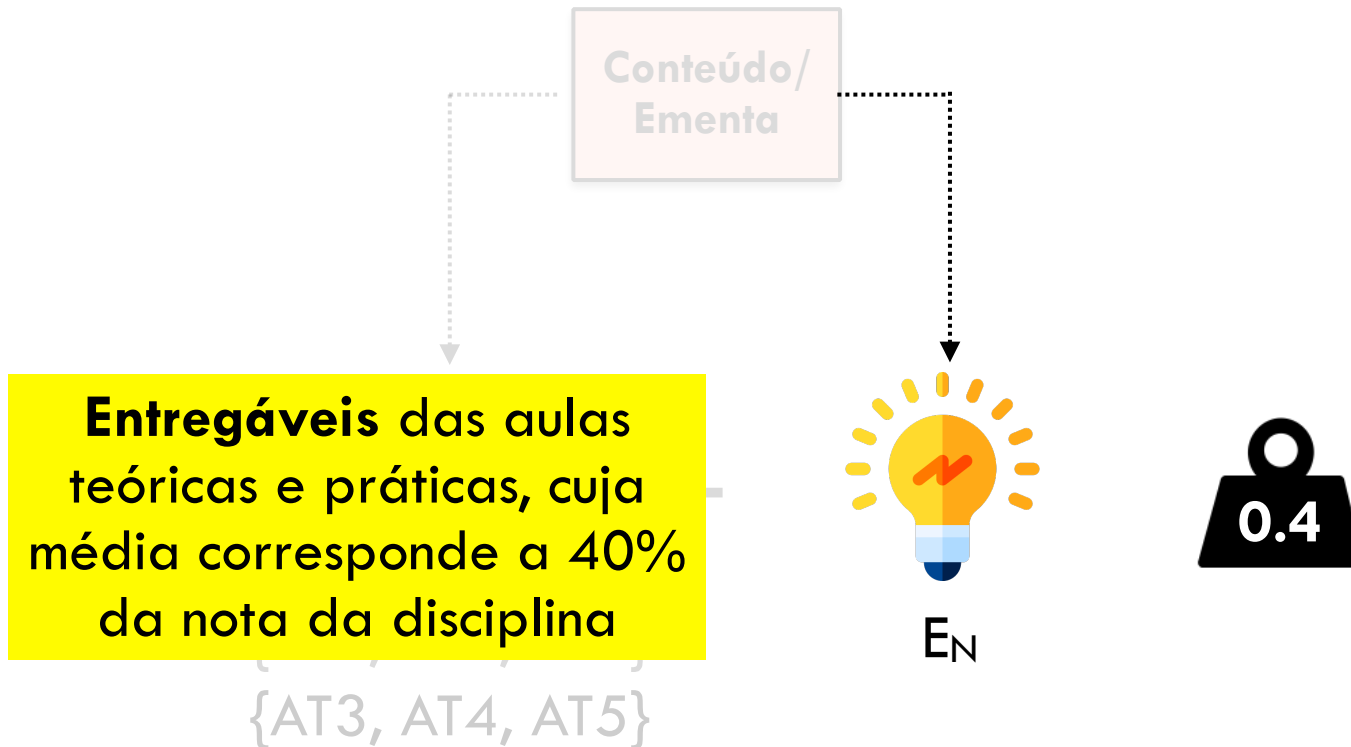 Conteúdo/
Ementa
Entregáveis das aulas
teóricas e práticas, cuja
média corresponde a 40%
da nota da disciplina
0.4
EN
{AT3, AT4, AT5}